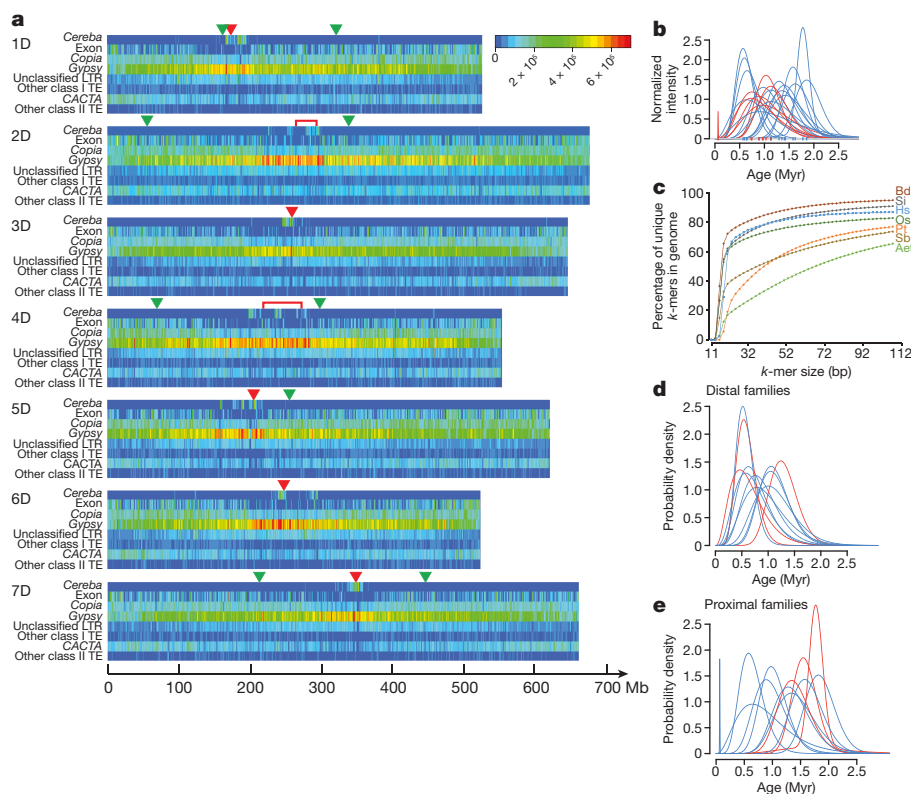 a
1D
Cereba
Exon
Copia
Gypsy
Unclassified LTR
Other class I TE
CACTA
Other class II TE
0
2 × 10⁵
4 × 10⁵
6 × 10⁵
2D
Cereba
Exon
Copia
Gypsy
Unclassified LTR
Other class I TE
CACTA
Other class II TE
3D
Cereba
Exon
Copia
Gypsy
Unclassified LTR
Other class I TE
CACTA
Other class II TE
4D
Cereba
Exon
Copia
Gypsy
Unclassified LTR
Other class I TE
CACTA
Other class II TE
5D
Cereba
Exon
Copia
Gypsy
Unclassified LTR
Other class I TE
CACTA
Other class II TE
6D
Cereba
Exon
Copia
Gypsy
Unclassified LTR
Other class I TE
CACTA
Other class II TE
7D
Cereba
Exon
Copia
Gypsy
Unclassified LTR
Other class I TE
CACTA
Other class II TE
0 100 200 300 400 500 600 700 Mb
b
Normalized intensity
2.5
2.0
1.5
1.0
0.5
0
0 0.5 1.0 1.5 2.0 2.5
Age (Myr)
c
Percentage of unique k-mers in genome
100
80
60
40
20
0
11 32 52 72 92 112
k-mer size (bp)
Bd
Si
Hs
Os
Pt
Sb
Aet
d Distal families
Probability density
2.5
2.0
1.5
1.0
0.5
0
0 0.5 1.0 1.5 2.0 2.5
Age (Myr)
e Proximal families
Probability density
2.5
2.0
1.5
1.0
0.5
0
0 0.5 1.0 1.5 2.0 2.5
Age (Myr)